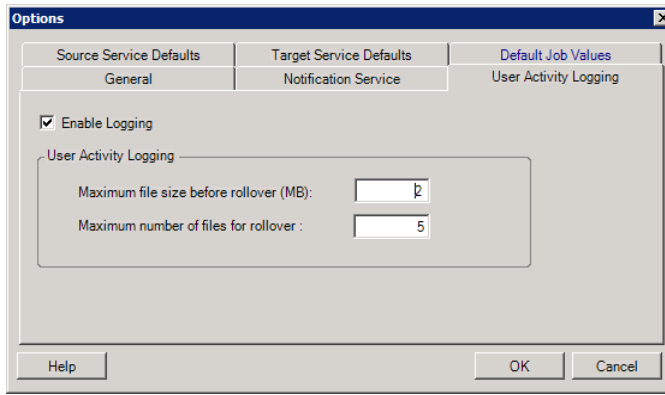 Options
Source Service Defaults Target Service Defaults Default Job Values
General Notification Service User Activity Logging
Enable Logging
User Activity Logging
Maximum file size before rollover (MB): 2
Maximum number of files for rollover : 5
Help OK Cancel